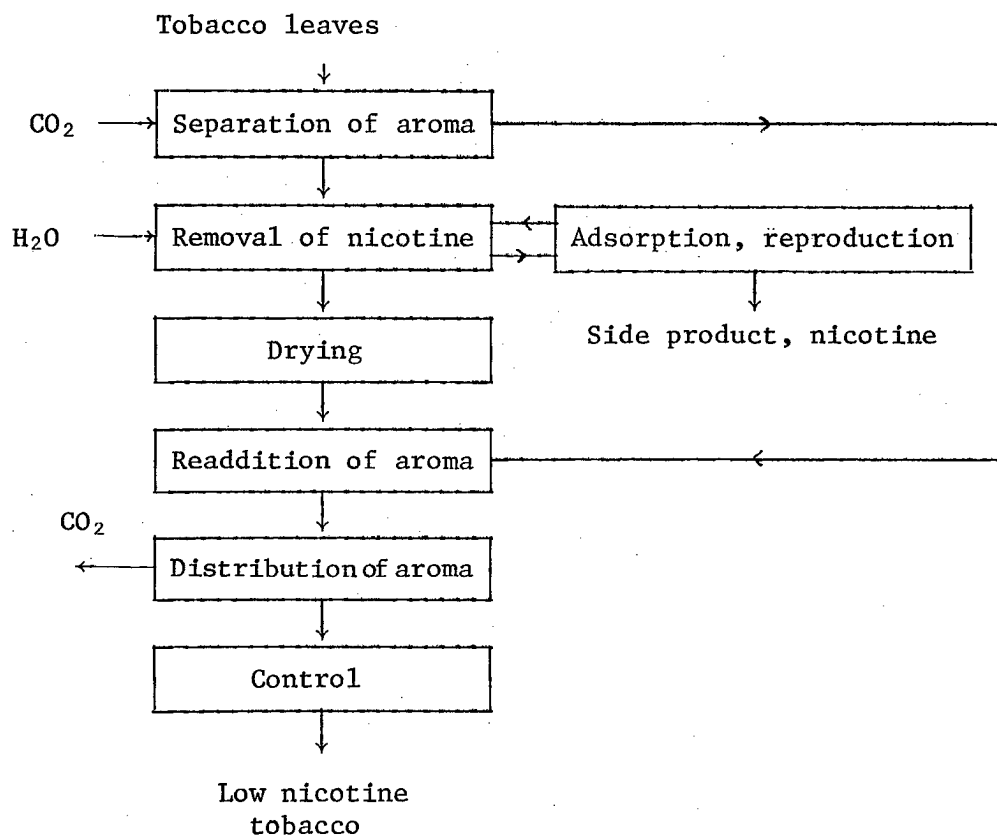 Tobacco leaves
CO₂
Separation of aroma
H₂O
Removal of nicotine
Adsorption, reproduction
Drying
Side product, nicotine
Readdition of aroma
CO₂
Distribution of aroma
Control
Low nicotine
tobacco